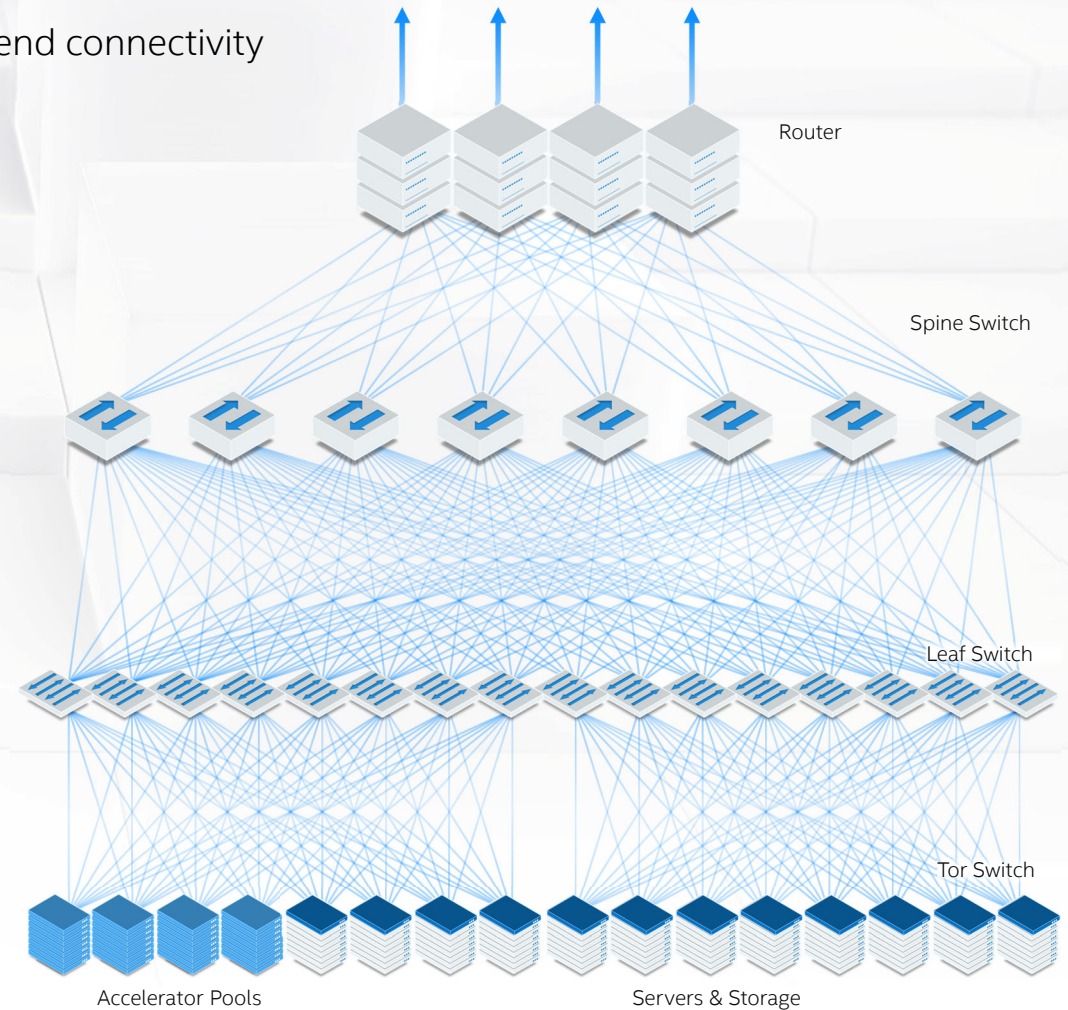 end connectivity
Router
Spine Switch
Leaf Switch
Tor Switch
Accelerator Pools
Servers & Storage